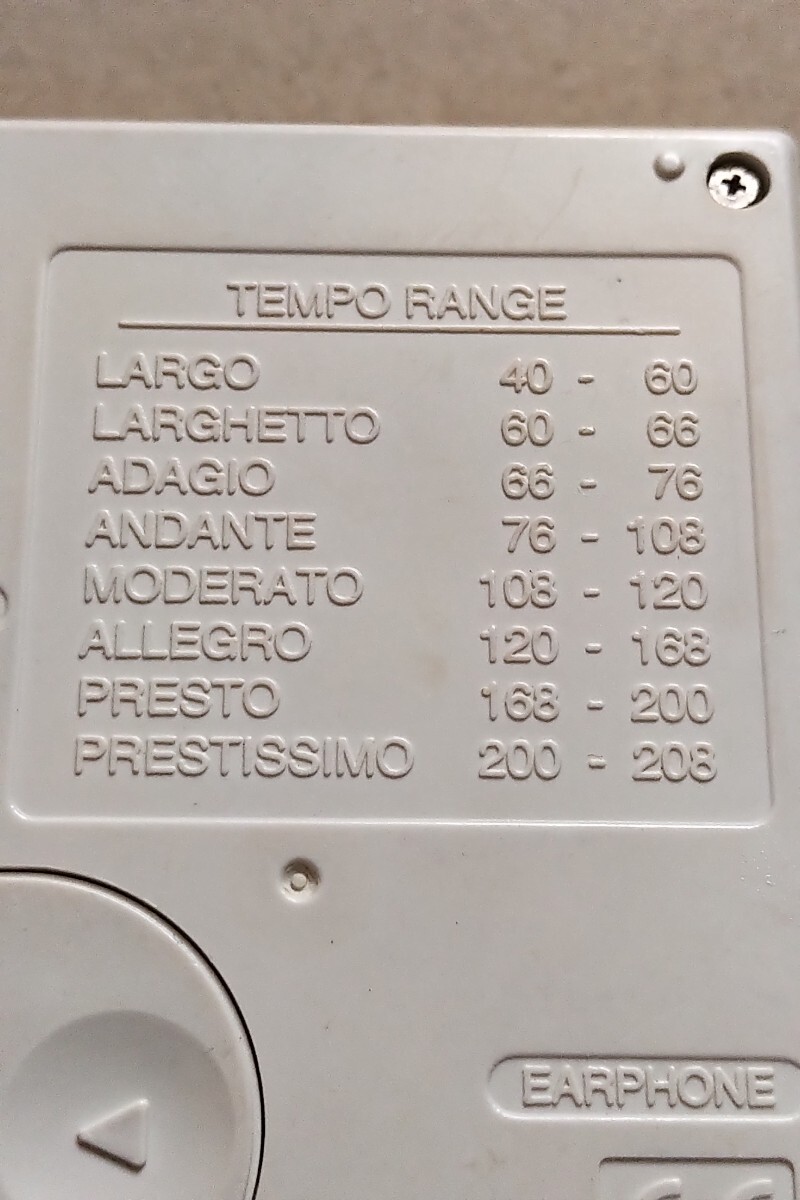 TEMPO RANGE
LARGO 40 - 60
LARGHETTO 60 - 66
ADAGIO 66 - 76
ANDANTE 76 - 108
MODERATO 108 - 120
ALLEGRO 120 - 168
PRESTO 168 - 200
PRESTISSIMO 200 - 208
EARPHONE